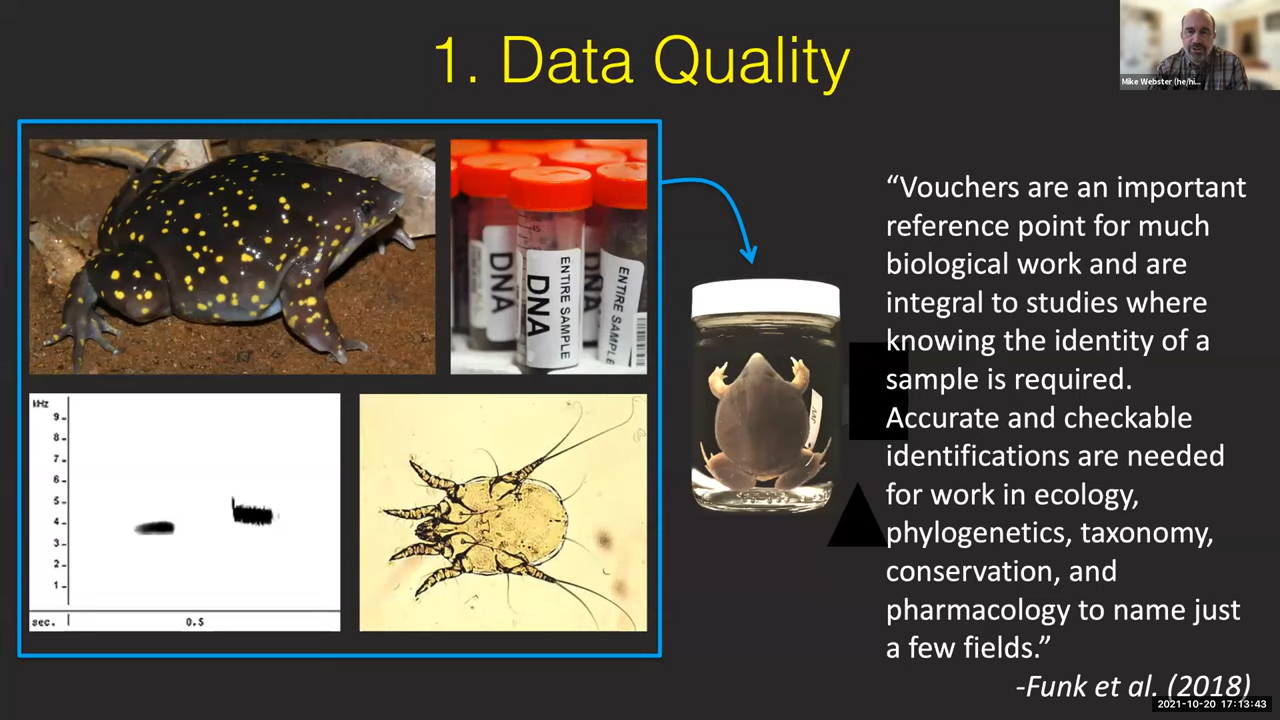 1. Data Quality
Mike Webster (he/hi...
DNA
DNA
ENTIRE SAMPLE
DNA
ENTIRE SAMPLE
kHz
9
8
7
6
5
4
3
2
1
sec.
0.5
“Vouchers are an important
reference point for much
biological work and are
integral to studies where
knowing the identity of a
sample is required.
Accurate and checkable
identifications are needed
for work in ecology,
phylogenetics, taxonomy,
conservation, and
pharmacology to name just
a few fields.”
-Funk et al. (2018)
2021-10-20 17:13:43